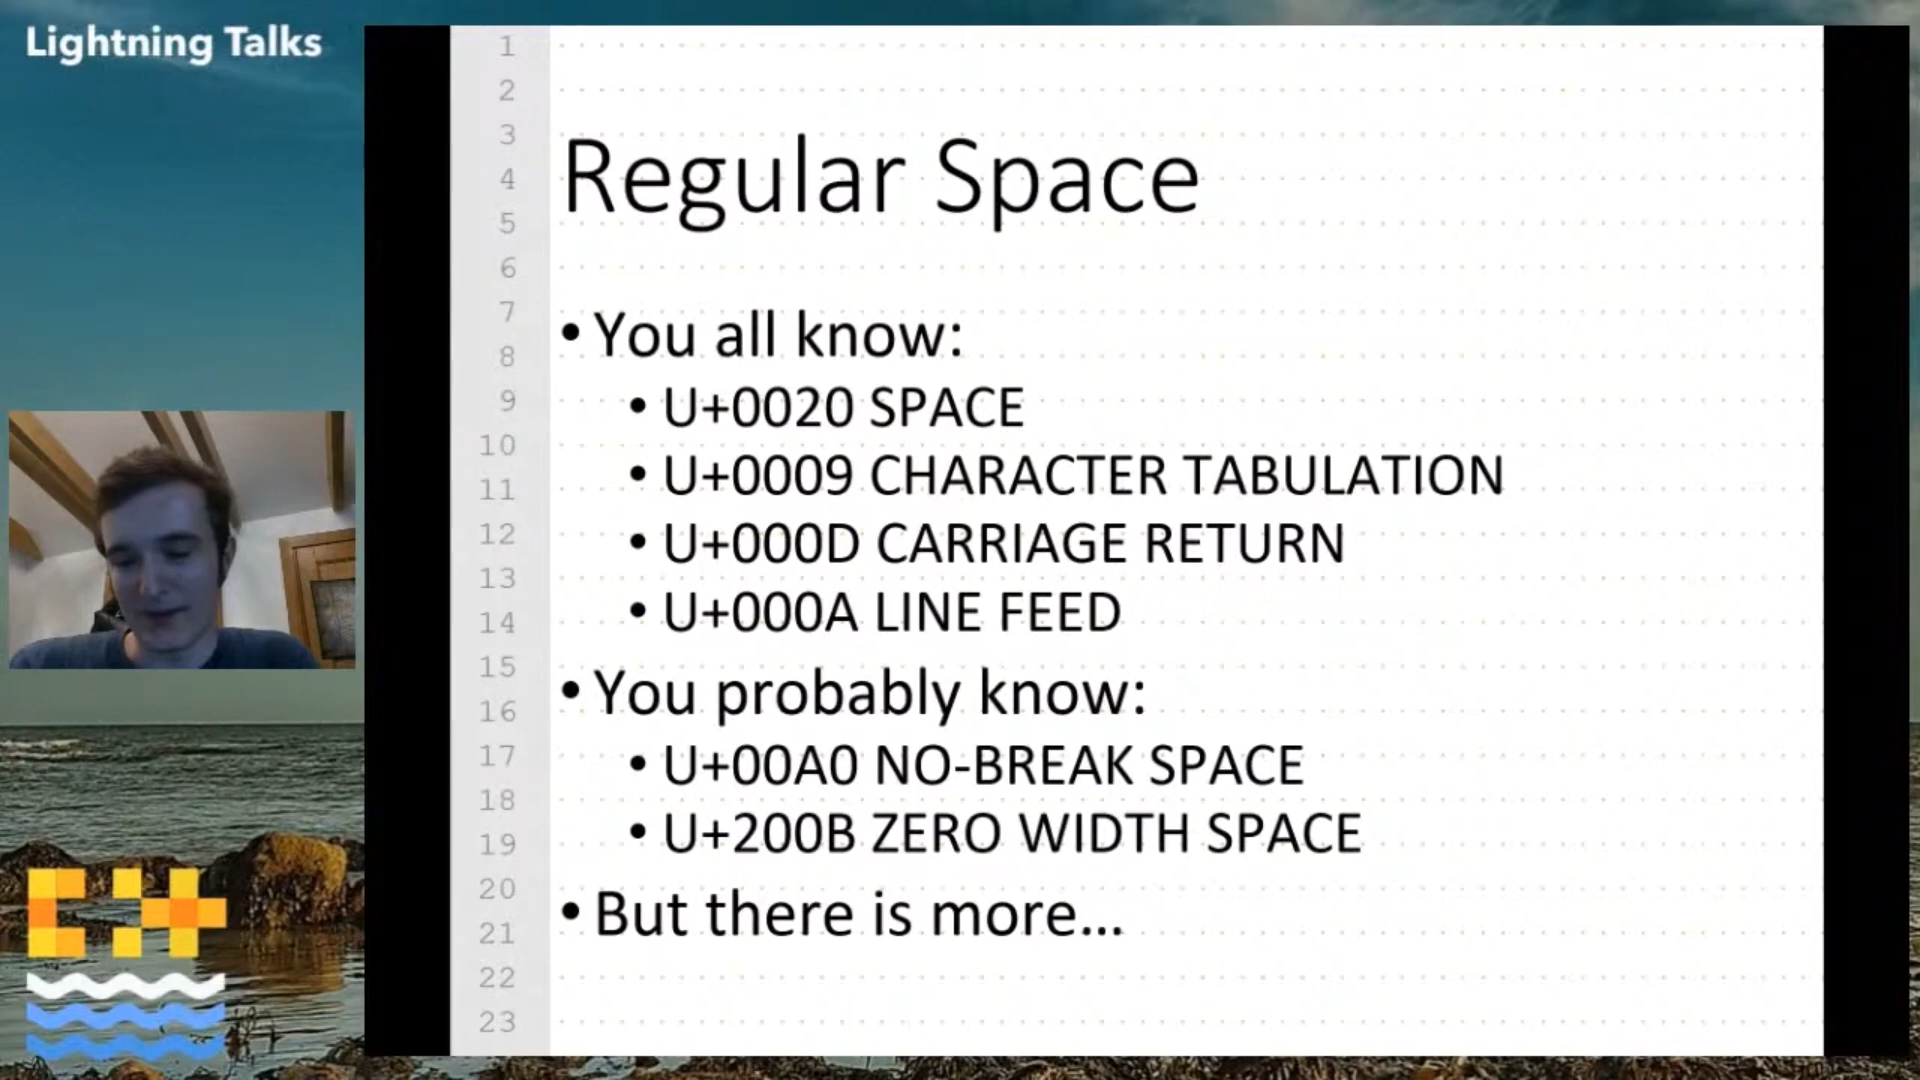 Lightning Talks
1
2
3
4
5
6
7
8
9
10
11
12
13
14
15
16
17
18
19
20
21
22
23
Regular Space
• You all know:
• U+0020 SPACE
• U+0009 CHARACTER TABULATION
• U+000D CARRIAGE RETURN
• U+000A LINE FEED
• You probably know:
• U+00A0 NO-BREAK SPACE
• U+200B ZERO WIDTH SPACE
• But there is more...